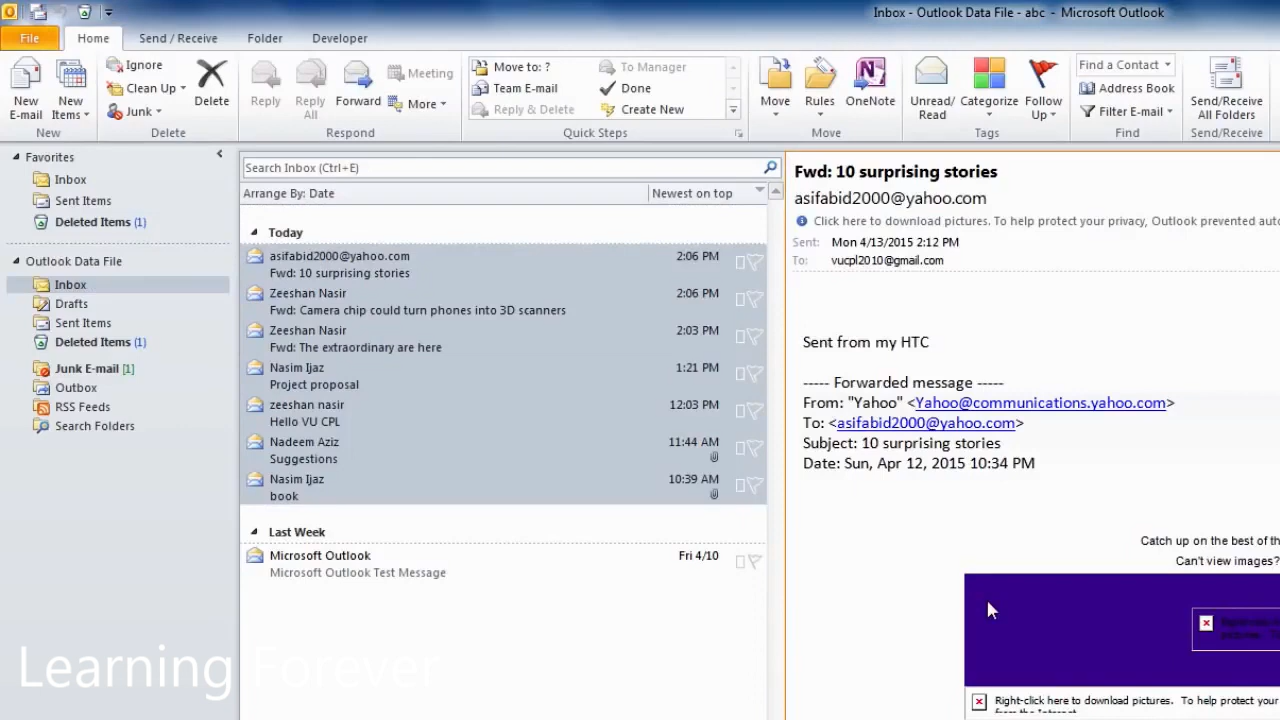 Inbox - Outlook Data File - abc - Microsoft Outlook
File Home Send / Receive Folder Developer
New E-mail
New Items
New
Ignore
Clean Up
Junk
Delete
Delete
Reply
Reply All
Forward
Meeting
More
Respond
Move to: ?
Team E-mail
Reply & Delete
To Manager
Done
Create New
Quick Steps
Move
Rules
OneNote
Move
Unread/ Read
Categorize
Follow Up
Tags
Find a Contact
Address Book
Filter E-mail
Find
Send/Receive All Folders
Send/Receive
Favorites
Inbox
Sent Items
Deleted Items (1)
Outlook Data File
Inbox
Drafts
Sent Items
Deleted Items (1)
Junk E-mail [1]
Outbox
RSS Feeds
Search Folders
Search Inbox (Ctrl+E)
Arrange By: Date Newest on top
Today
asifabid2000@yahoo.com 2:06 PM
Fwd: 10 surprising stories
Zeeshan Nasir 2:06 PM
Fwd: Camera chip could turn phones into 3D scanners
Zeeshan Nasir 2:03 PM
Fwd: The extraordinary are here
Nasim Ijaz 1:21 PM
Project proposal
zeeshan nasir 12:03 PM
Hello VU CPL
Nadeem Aziz 11:44 AM
Suggestions
Nasim Ijaz 10:39 AM
book
Last Week
Microsoft Outlook Fri 4/10
Microsoft Outlook Test Message
Fwd: 10 surprising stories
asifabid2000@yahoo.com
Click here to download pictures. To help protect your privacy, Outlook prevented
Sent: Mon 4/13/2015 2:12 PM
To: vucpl2010@gmail.com
Sent from my HTC
----- Forwarded message -----
From: "Yahoo" <Yahoo@communications.yahoo.com>
To: <asifabid2000@yahoo.com>
Subject: 10 surprising stories
Date: Sun, Apr 12, 2015 10:34 PM
Catch up on the best of
Can't view images?
Right-click here to download pictures. To help protect your
from the Internet.
Learning Forever